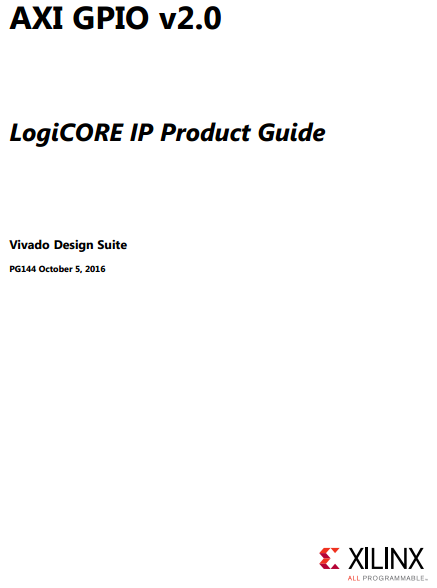 AXI GPIO v2.0
LogiCORE IP Product Guide
Vivado Design Suite
PG144 October 5, 2016
XILINX
ALL PROGRAMMABLE.